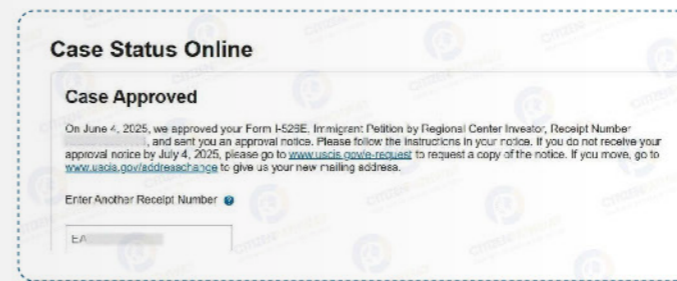 Case Status Online
Case Approved
On June 4, 2025, we approved your Form I-526E, Immigrant Petition by Regional Center Investor, Receipt Number
, and sent you an approval notice. Please follow the instructions in your notice. If you do not receive your
approval notice by July 4, 2025, please go to www.uscis.gov/e-request to request a copy of the notice. If you move, go to
www.uscis.gov/addresschange to give us your new mailing address.
Enter Another Receipt Number
EA